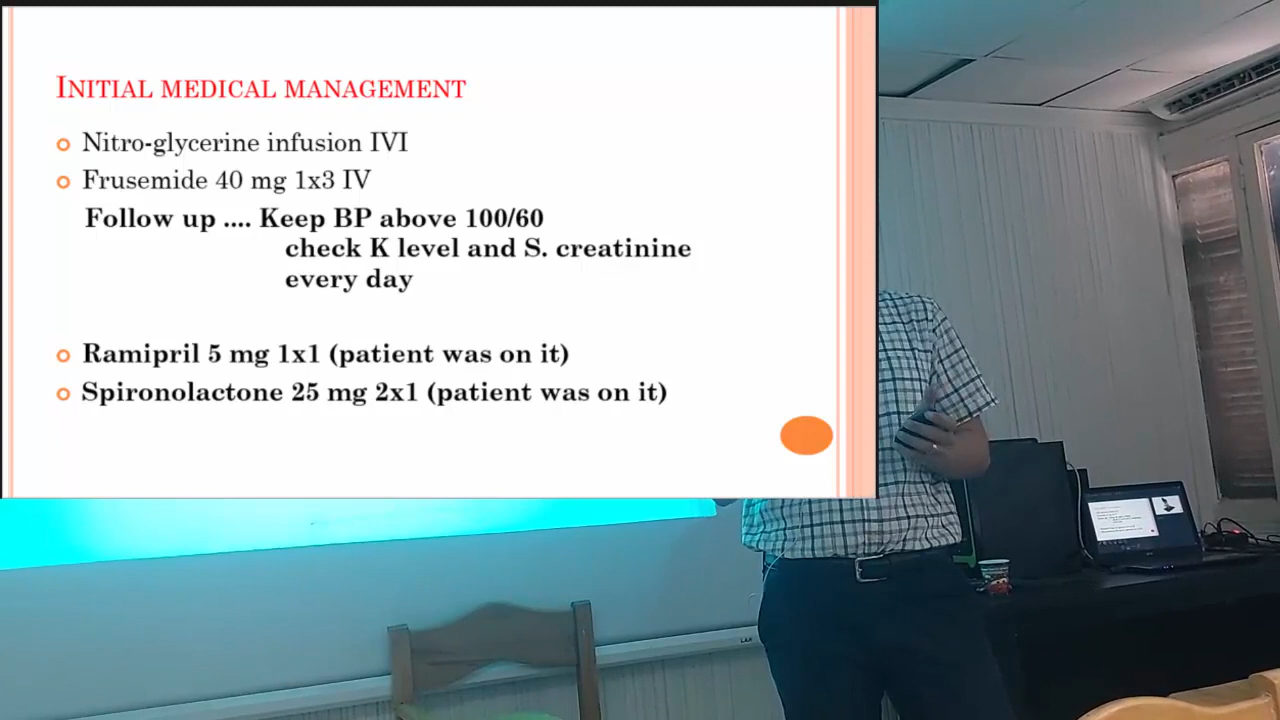 INITIAL MEDICAL MANAGEMENT
Nitro-glycerine infusion IVI
Frusemide 40 mg 1x3 IV
Follow up .... Keep BP above 100/60
check K level and S. creatinine
every day
Ramipril 5 mg 1x1 (patient was on it)
Spironolactone 25 mg 2x1 (patient was on it)